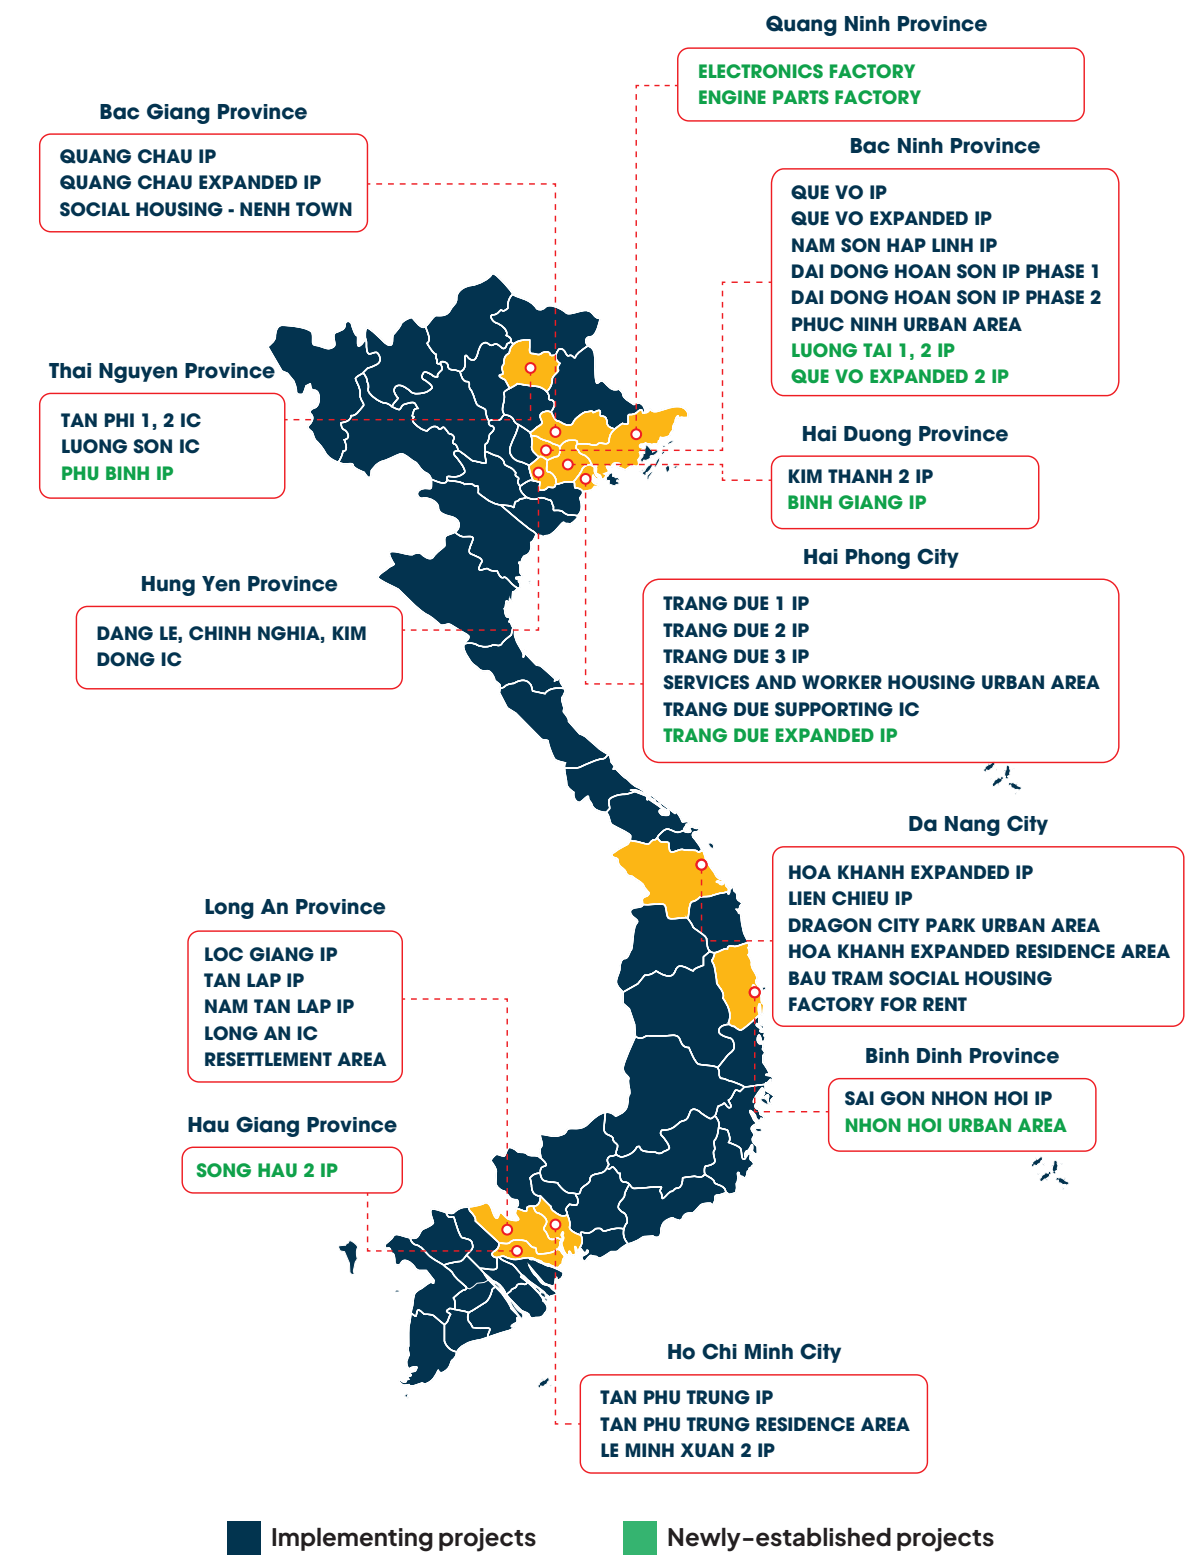 Quang Ninh Province
ELECTRONICS FACTORY
ENGINE PARTS FACTORY
Bac Giang Province
QUANG CHAU IP
QUANG CHAU EXPANDED IP
SOCIAL HOUSING - NENH TOWN
Bac Ninh Province
QUE VO IP
QUE VO EXPANDED IP
NAM SON HAP LINH IP
DAI DONG HOAN SON IP PHASE 1
DAI DONG HOAN SON IP PHASE 2
PHUC NINH URBAN AREA
LUONG TAI 1, 2 IP
QUE VO EXPANDED 2 IP
Thai Nguyen Province
TAN PHI 1, 2 IC
LUONG SON IC
PHU BINH IP
Hai Duong Province
KIM THANH 2 IP
BINH GIANG IP
Hai Phong City
TRANG DUE 1 IP
TRANG DUE 2 IP
TRANG DUE 3 IP
SERVICES AND WORKER HOUSING URBAN AREA
TRANG DUE SUPPORTING IC
TRANG DUE EXPANDED IP
Hung Yen Province
DANG LE, CHINH NGHIA, KIM
DONG IC
Da Nang City
HOA KHANH EXPANDED IP
LIEN CHIEU IP
DRAGON CITY PARK URBAN AREA
HOA KHANH EXPANDED RESIDENCE AREA
BAU TRAM SOCIAL HOUSING
FACTORY FOR RENT
Long An Province
LOC GIANG IP
TAN LAP IP
NAM TAN LAP IP
LONG AN IC
RESETTLEMENT AREA
Binh Dinh Province
SAI GON NHON HOI IP
NHON HOI URBAN AREA
Hau Giang Province
SONG HAU 2 IP
Ho Chi Minh City
TAN PHU TRUNG IP
TAN PHU TRUNG RESIDENCE AREA
LE MINH XUAN 2 IP
Implementing projects
Newly-established projects